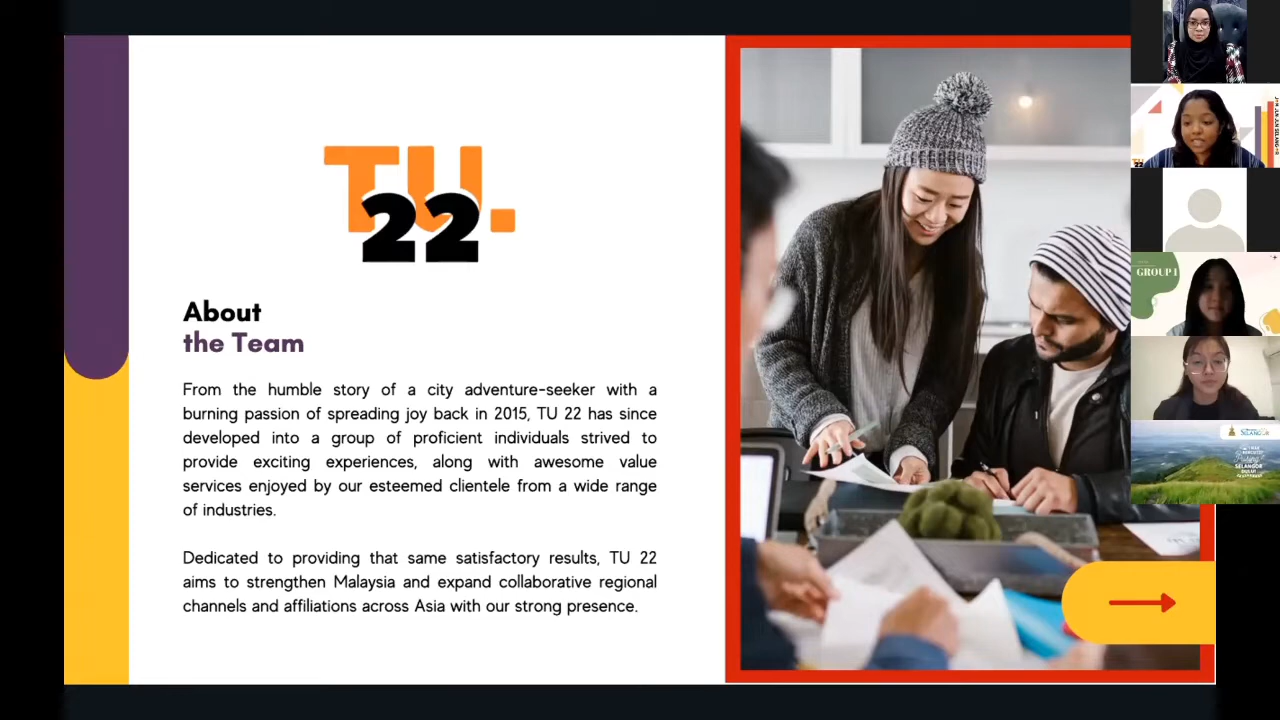 TU.
22
About
the Team
From the humble story of a city adventure-seeker with a
burning passion of spreading joy back in 2015, TU 22 has since
developed into a group of proficient individuals strived to
provide exciting experiences, along with awesome value
services enjoyed by our esteemed clientele from a wide range
of industries.
Dedicated to providing that same satisfactory results, TU 22
aims to strengthen Malaysia and expand collaborative regional
channels and affiliations across Asia with our strong presence.
TU
22
GROUP 1
SELANGOR
SELANGOR